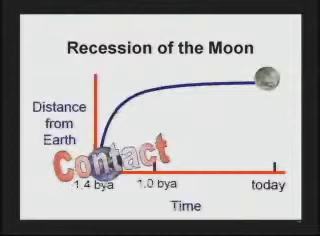 Recession of the Moon
Distance
from
Earth
Contact
1.4 bya
1.0 bya
today
Time